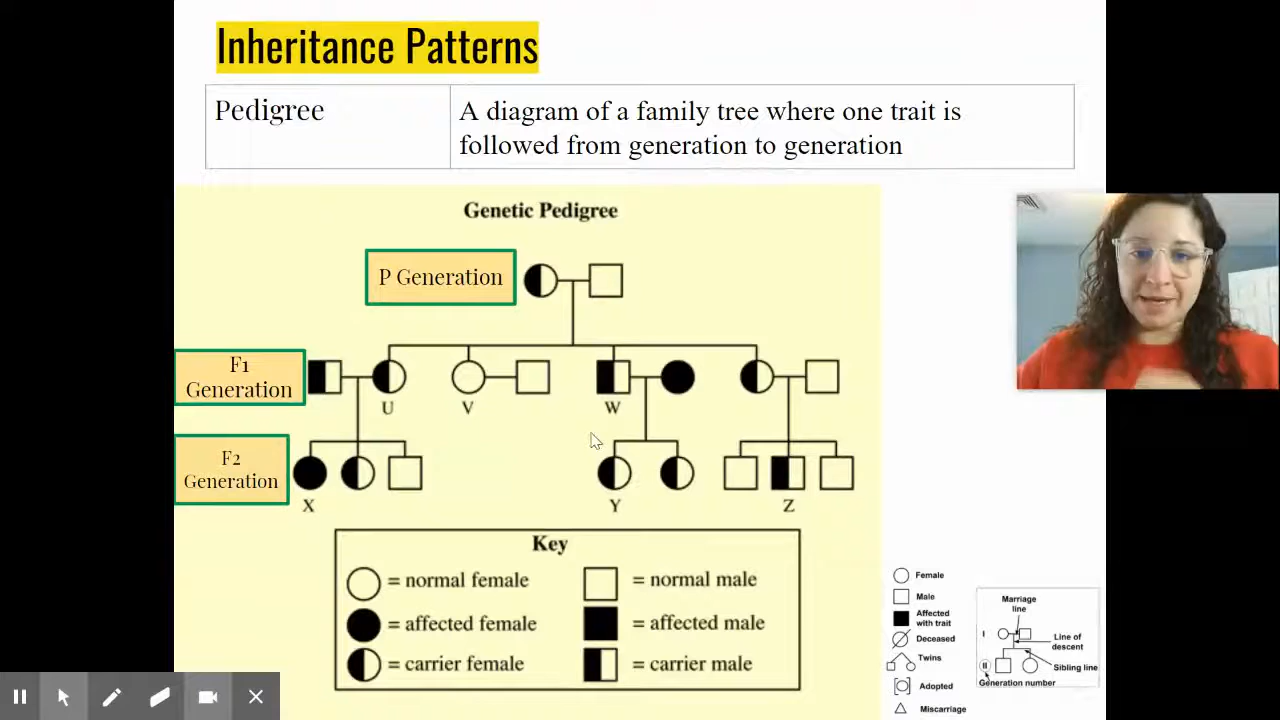 Inheritance Patterns
Pedigree
A diagram of a family tree where one trait is
followed from generation to generation
Genetic Pedigree
P Generation
F1
Generation
U
V
W
F2
Generation
X
Y
Z
Key
= normal female
= normal male
= affected female
= affected male
= carrier female
= carrier male
Female
Male
Affected
with trait
Deceased
Twins
Adopted
Miscarriage
Marriage
line
I
Line of
descent
II
Sibling line
Generation number